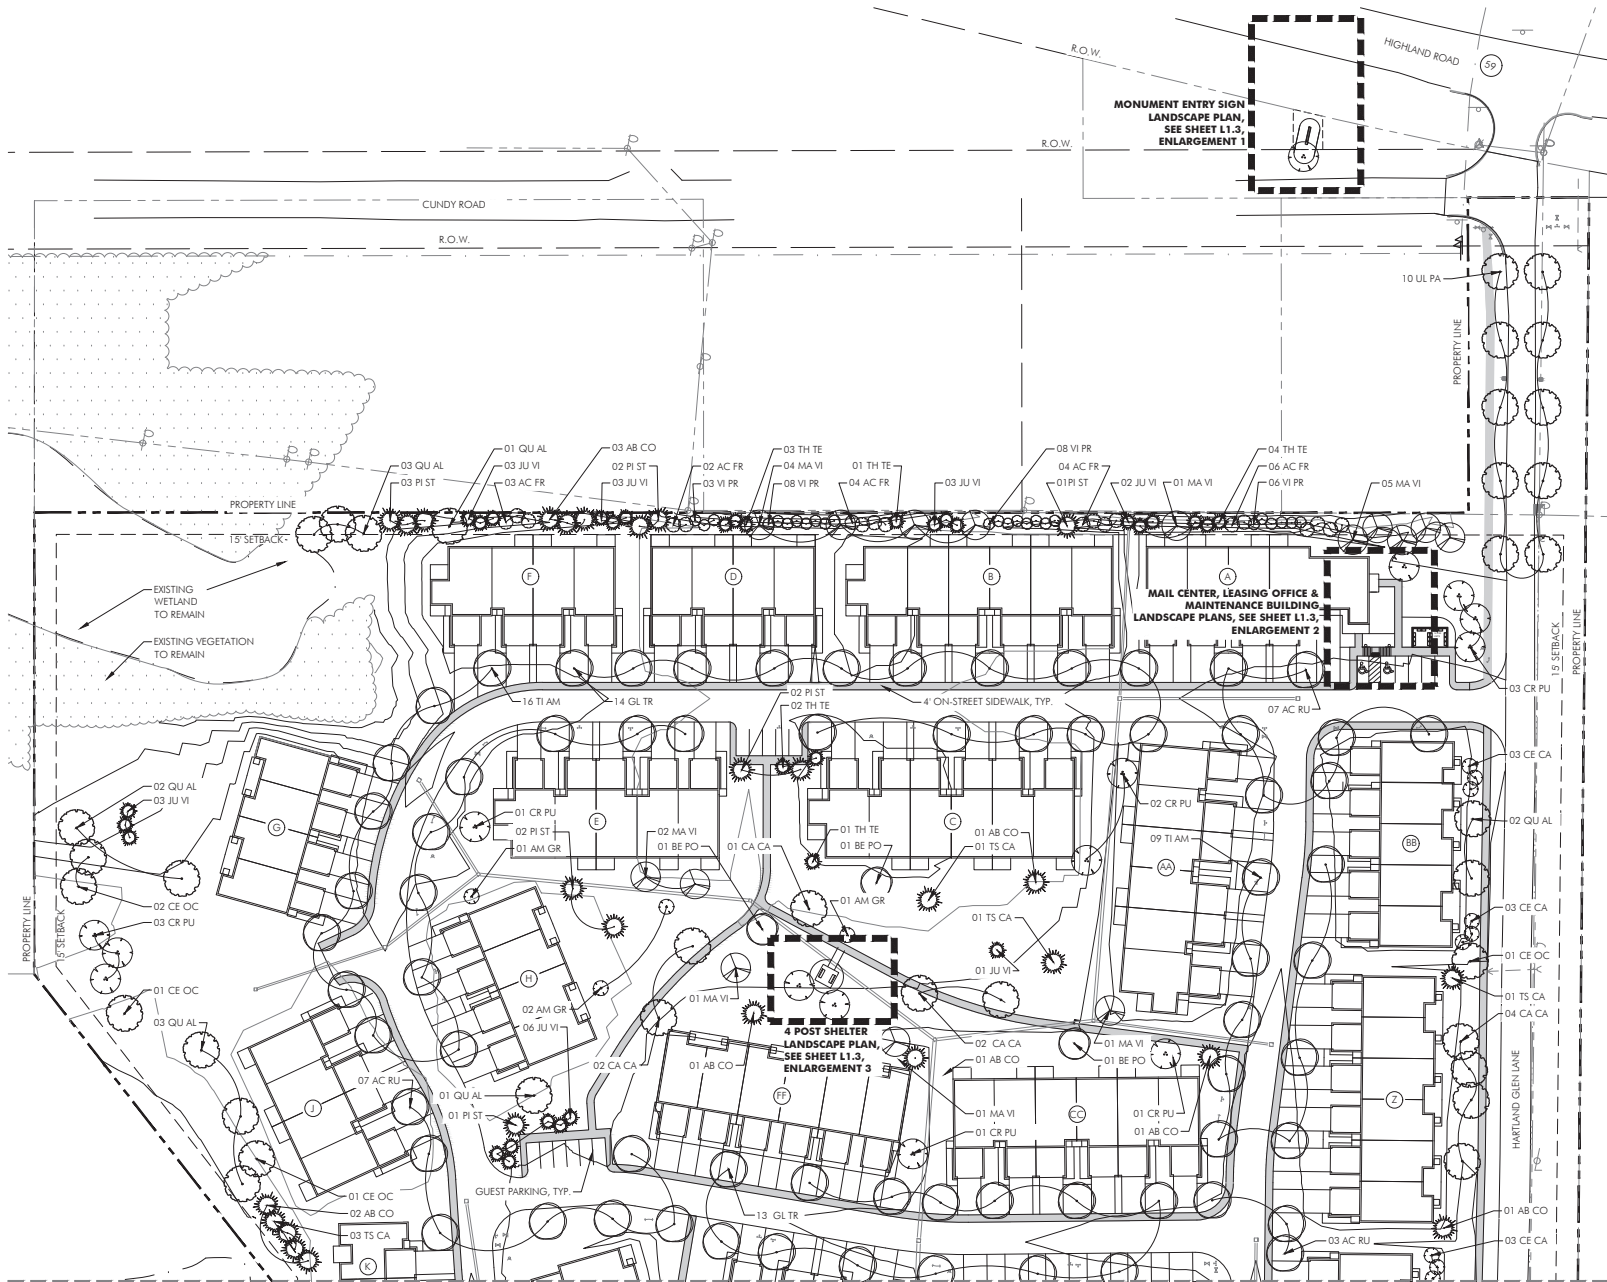 HIGHLAND ROAD
59
R.O.W.
MONUMENT ENTRY SIGN
LANDSCAPE PLAN,
SEE SHEET L1.3,
ENLARGEMENT 1
R.O.W.
CUNDY ROAD
R.O.W.
10 UL PA
PROPERTY LINE
03 QU AL
03 PI ST
01 QU AL
03 JU VI
03 AC FR
03 AB CO
02 PI ST
03 JU VI
02 AC FR
03 VI PR
03 TH TE
04 MA VI
08 VI PR
01 TH TE
04 AC FR
03 JU VI
08 VI PR
04 AC FR
01PI ST
02 JU VI
01 MA VI
04 TH TE
06 AC FR
06 VI PR
05 MA VI
PROPERTY LINE
15' SETBACK
EXISTING
WETLAND
TO REMAIN
EXISTING VEGETATION
TO REMAIN
F
D
B
A
MAIL CENTER, LEASING OFFICE &
MAINTENANCE BUILDING
LANDSCAPE PLANS, SEE SHEET L1.3,
ENLARGEMENT 2
15' SETBACK
PROPERTY LINE
16 TI AM
14 GL TR
02 PI ST
02 TH TE
4' ON-STREET SIDEWALK, TYP.
07 AC RU
03 CR PU
03 CE CA
02 QU AL
03 JU VI
G
01 CR PU
02 PI ST
01 AM GR
E
02 MA VI
01 BE PO
01 CA CA
01 TH TE
01 BE PO
C
01 AB CO
01 TS CA
02 CR PU
09 TI AM
AA
BB
02 QU AL
02 CE OC
03 CR PU
PROPERTY LINE
15' SETBACK
01 AM GR
01 TS CA
03 CE CA
01 CE OC
01 TS CA
04 CA CA
01 JU VI
H
01 CE OC
03 QU AL
02 AM GR
06 JU VI
01 MA VI
4 POST SHELTER
LANDSCAPE PLAN,
SEE SHEET L1.3,
ENLARGEMENT 3
02 CA CA
01 AB CO
02 CA CA
01 AB CO
01 MA VI
01 BE PO
07 AC RU
01 QU AL
01 PI ST
J
FF
CC
Z
01 MA VI
01 CR PU
01 CR PU
01 AB CO
HARTLAND GLEN LANE
GUEST PARKING, TYP.
01 CE OC
02 AB CO
03 TS CA
K
13 GL TR
01 AB CO
03 AC RU
03 CE CA